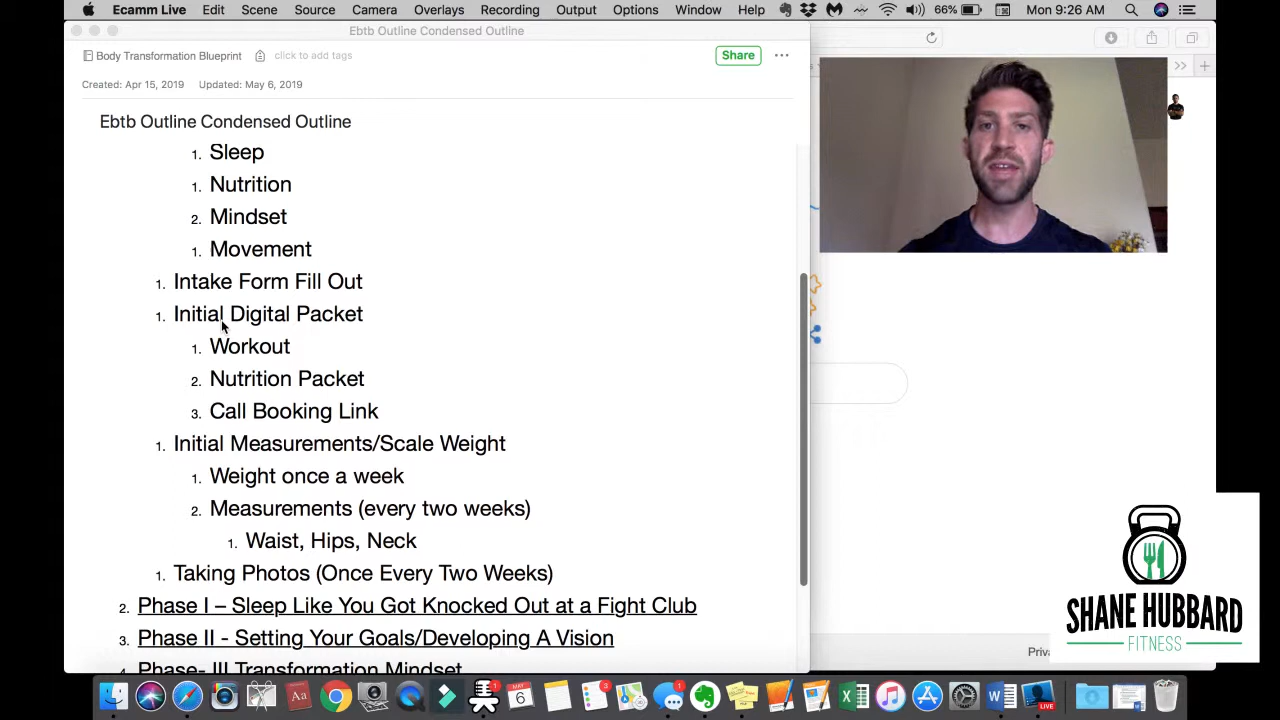 Ecamm Live Edit Scene Source Camera Overlays Recording Output Options Window Help 66% Mon 9:26 AM
Ebtb Outline Condensed Outline
Body Transformation Blueprint click to add tags Share
Created: Apr 15, 2019 Updated: May 6, 2019
Ebtb Outline Condensed Outline
1. Sleep
1. Nutrition
2. Mindset
1. Movement
1. Intake Form Fill Out
1. Initial Digital Packet
1. Workout
2. Nutrition Packet
3. Call Booking Link
1. Initial Measurements/Scale Weight
1. Weight once a week
2. Measurements (every two weeks)
1. Waist, Hips, Neck
1. Taking Photos (Once Every Two Weeks)
2. Phase I – Sleep Like You Got Knocked Out at a Fight Club
3. Phase II - Setting Your Goals/Developing A Vision
4. Phase- III Transformation Mindset
SHANE HUBBARD
FITNESS